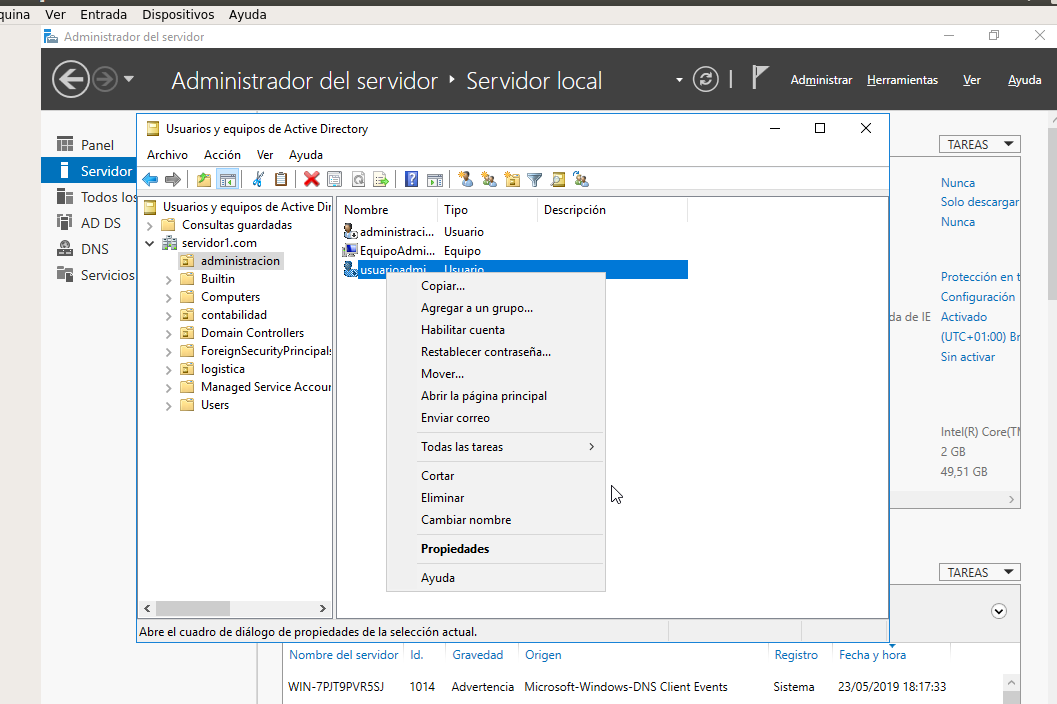 quina Ver Entrada Dispositivos Ayuda
Administrador del servidor
Administrador del servidor ‣ Servidor local
Administrar Herramientas Ver Ayuda
Panel
Servidor
Todos los
AD DS
DNS
Servicios
Usuarios y equipos de Active Directory
Archivo Acción Ver Ayuda
Usuarios y equipos de Active Dir
Consultas guardadas
servidor1.com
administracion
Builtin
Computers
contabilidad
Domain Controllers
ForeignSecurityPrincipals
logistica
Managed Service Accour
Users
Nombre Tipo Descripción
administraci... Usuario
EquipoAdmi... Equipo
usuarioadmi... Usuario
Copiar...
Agregar a un grupo...
Habilitar cuenta
Restablecer contraseña...
Mover...
Abrir la página principal
Enviar correo
Todas las tareas
Cortar
Eliminar
Cambiar nombre
Propiedades
Ayuda
Abre el cuadro de diálogo de propiedades de la selección actual.
TAREAS
Nunca
Solo descargar
Nunca
Protección en t
Configuración
da de IE Activado
(UTC+01:00) Br
Sin activar
Intel(R) Core(TM
2 GB
49,51 GB
TAREAS
Nombre del servidor Id. Gravedad Origen Registro Fecha y hora
WIN-7PJT9PVR5SJ 1014 Advertencia Microsoft-Windows-DNS Client Events Sistema 23/05/2019 18:17:33